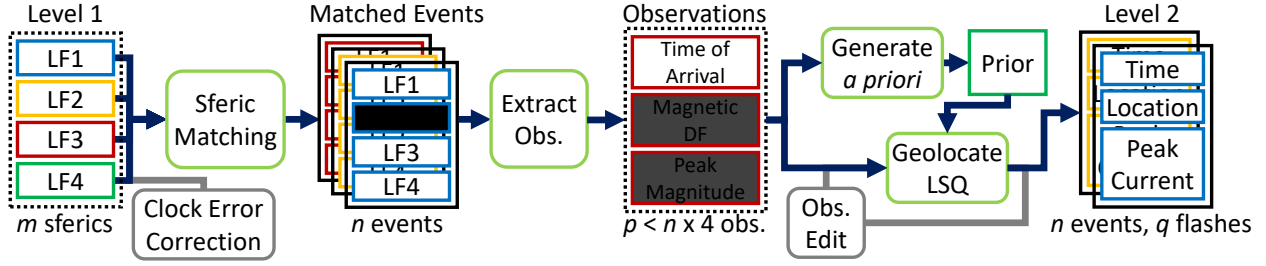 Level 1
LF1
LF2
LF3
LF4
m sferics
Clock Error
Correction
Sferic
Matching
Matched Events
LF1
LF1
LF3
LF4
n events
Extract
Obs.
Observations
Time of
Arrival
Magnetic
DF
Peak
Magnitude
p < n x 4 obs.
Generate
a priori
Prior
Geolocate
LSQ
Obs.
Edit
Level 2
Time
Time
Location
Peak
Current
n events, q flashes